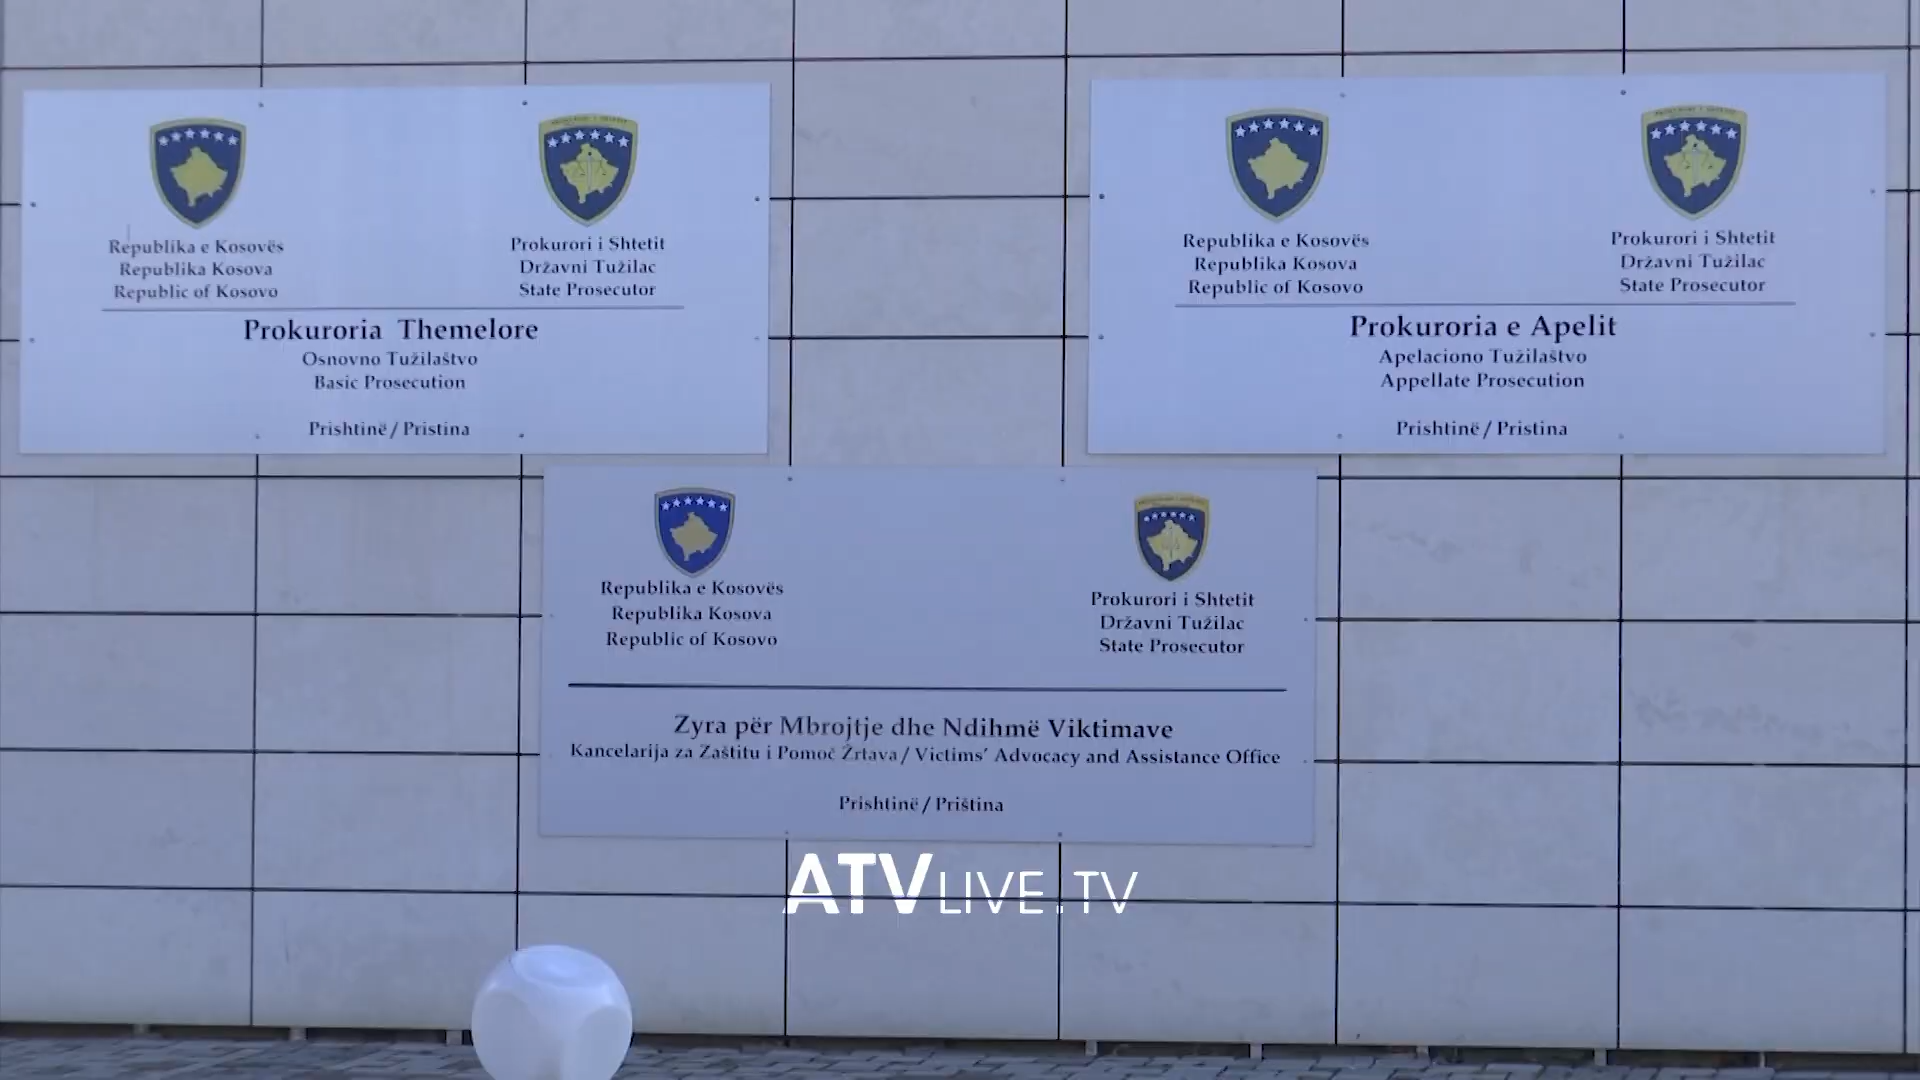 Republika e Kosovës
Republika Kosova
Republic of Kosovo
Prokurori i Shtetit
Državni Tužilac
State Prosecutor
Prokuroria Themelore
Osnovno Tužilaštvo
Basic Prosecution
Prishtinë / Pristina
Republika e Kosovës
Republika Kosova
Republic of Kosovo
Prokurori i Shtetit
Državni Tužilac
State Prosecutor
Prokuroria e Apelit
Apelaciono Tužilaštvo
Appellate Prosecution
Prishtinë / Pristina
Republika e Kosovës
Republika Kosova
Republic of Kosovo
Prokurori i Shtetit
Državni Tužilac
State Prosecutor
Zyra për Mbrojtje dhe Ndihmë Viktimave
Kancelarija za Zaštitu i Pomoč Žrtava / Victims' Advocacy and Assistance Office
Prishtinë / Priština
ATVLIVE.TV